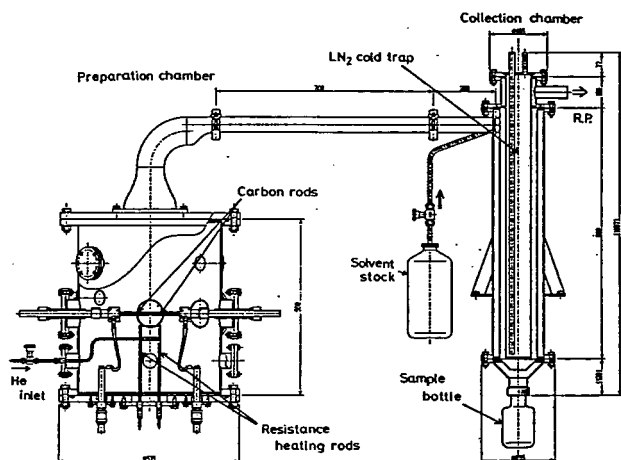 Collection chamber
LN₂ cold trap
Preparation chamber
R.P.
Carbon rods
Solvent
stock
He
inlet
Sample
bottle
Resistance
heating rods